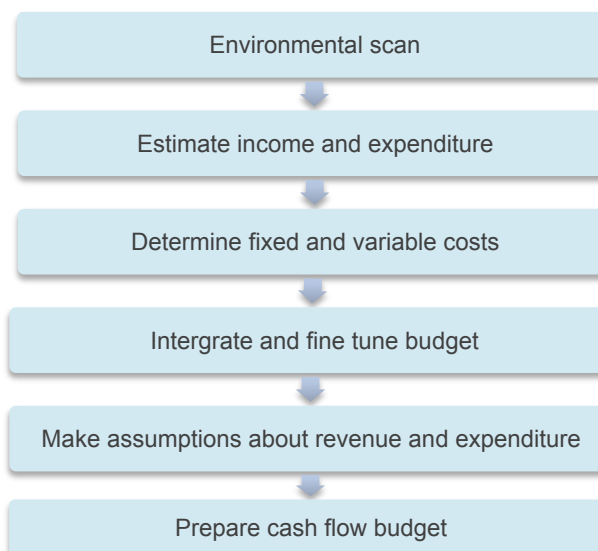 Environmental scan
Estimate income and expenditure
Determine fixed and variable costs
Intergrate and fine tune budget
Make assumptions about revenue and expenditure
Prepare cash flow budget